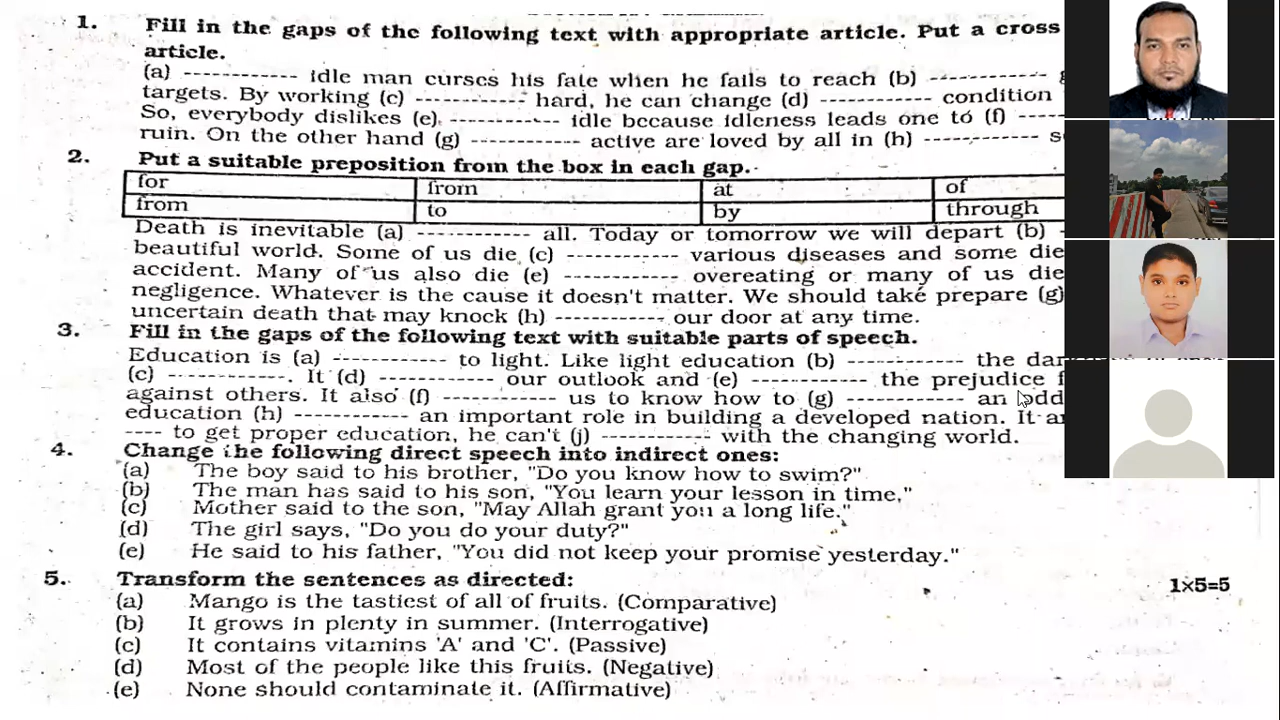 1. Fill in the gaps of the following text with appropriate article. Put a cross
article.
(a) ------------ idle man curses his fate when he fails to reach (b) ----------
targets. By working (c) ------------ hard, he can change (d) ------------ condition
So, everybody dislikes (e) ------------ idle because idleness leads one to (f) -----
ruin. On the other hand (g) ------------ active are loved by all in (h) ------------
2. Put a suitable preposition from the box in each gap.
for from at of
from to by through
Death is inevitable (a) ------------ all. Today or tomorrow we will depart (b) -
beautiful world. Some of us die (c) ------------ various diseases and some die
accident. Many of us also die (e) ------------ overeating or many of us die
negligence. Whatever is the cause it doesn't matter. We should take prepare (g)
uncertain death that may knock (h) ------------ our door at any time.
3. Fill in the gaps of the following text with suitable parts of speech.
Education is (a) ------------ to light. Like light education (b) ------------ the
(c) ------------. It (d) ------------ our outlook and (e) ------------ the prejudice
against others. It also (f) ------------ us to know how to (g) ------------ an
education (h) ------------ an important role in building a developed nation. It
---- to get proper education, he can't (j) ------------ with the changing world.
4. Change the following direct speech into indirect ones:
(a) The boy said to his brother, "Do you know how to swim?"
(b) The man has said to his son, "You learn your lesson in time,"
(c) Mother said to the son, "May Allah grant you a long life."
(d) The girl says, "Do you do your duty?"
(e) He said to his father, "You did not keep your promise yesterday."
5. Transform the sentences as directed: 1×5=5
(a) Mango is the tastiest of all of fruits. (Comparative)
(b) It grows in plenty in summer. (Interrogative)
(c) It contains vitamins 'A' and 'C'. (Passive)
(d) Most of the people like this fruits. (Negative)
(e) None should contaminate it. (Affirmative)